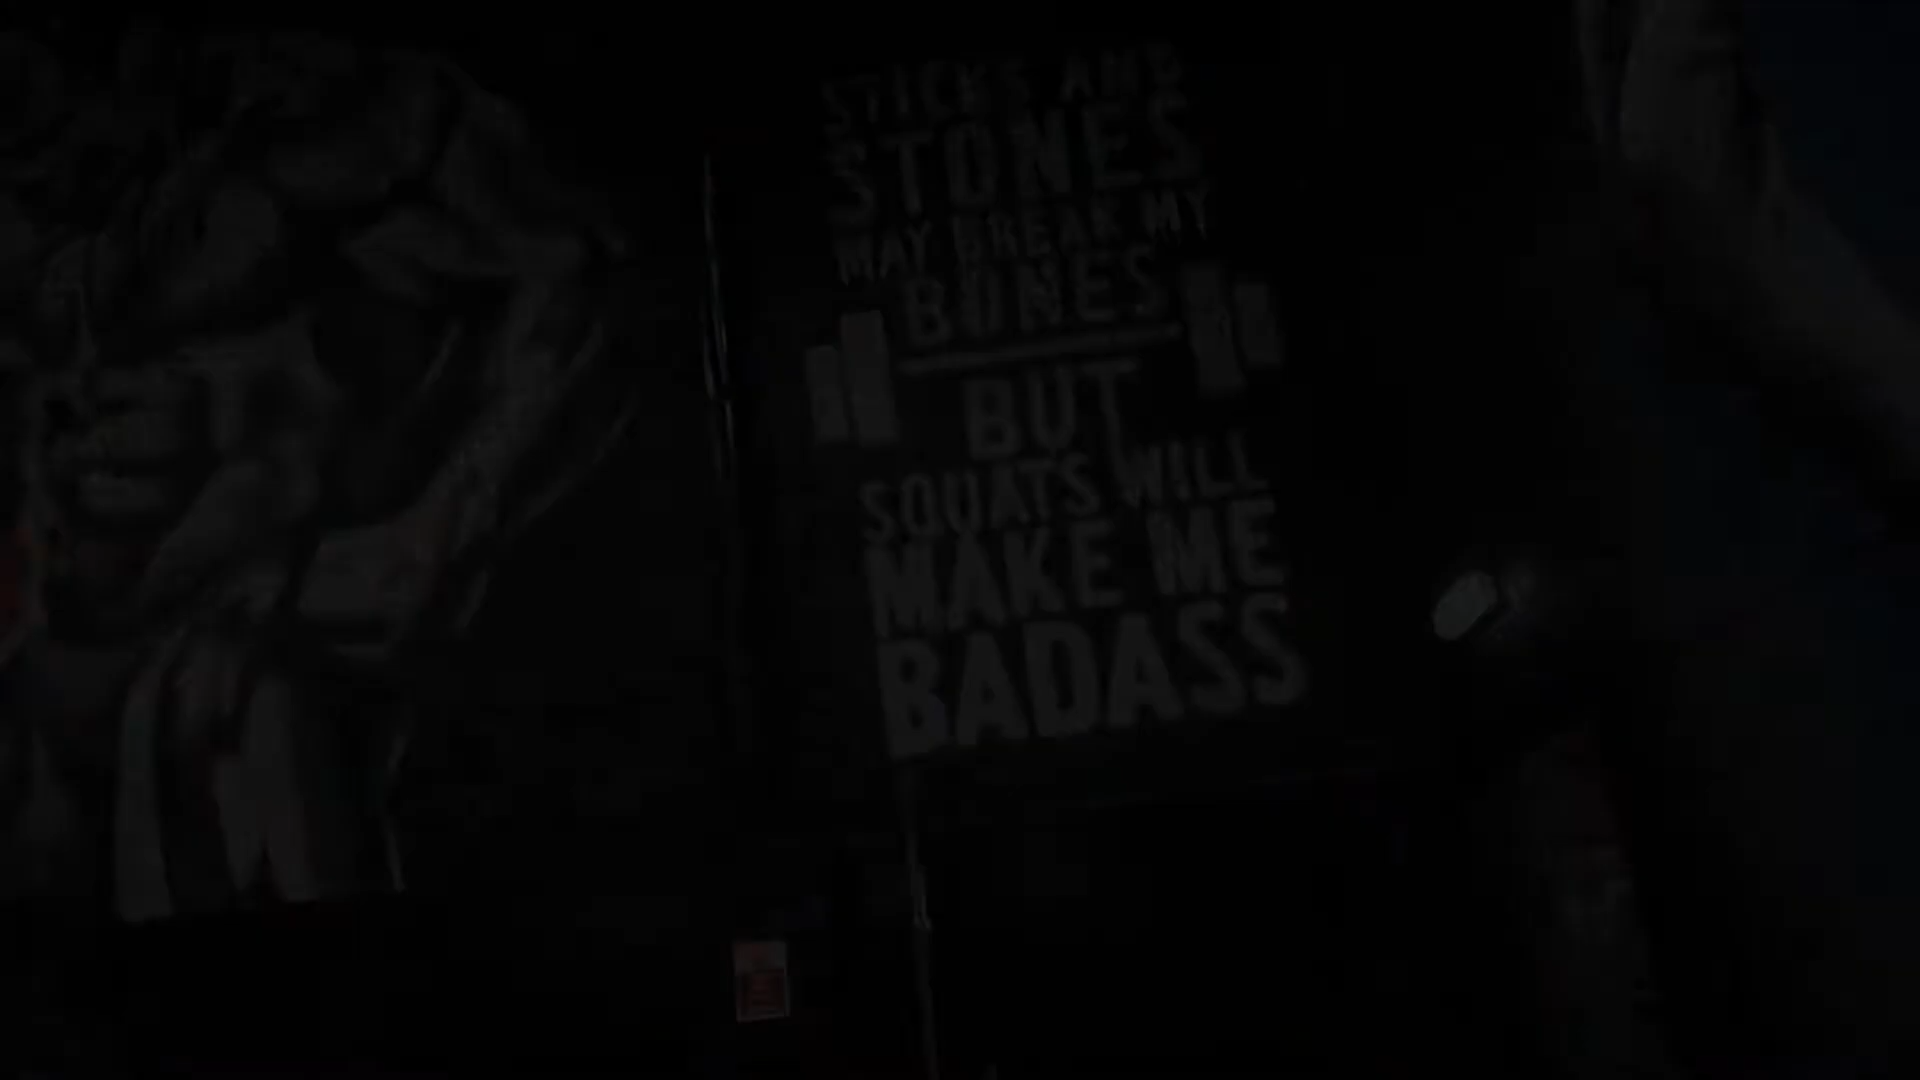 STICKS AND
STONES
MAY BREAK MY
BONES
BUT
SQUATS WILL
MAKE ME
BADASS